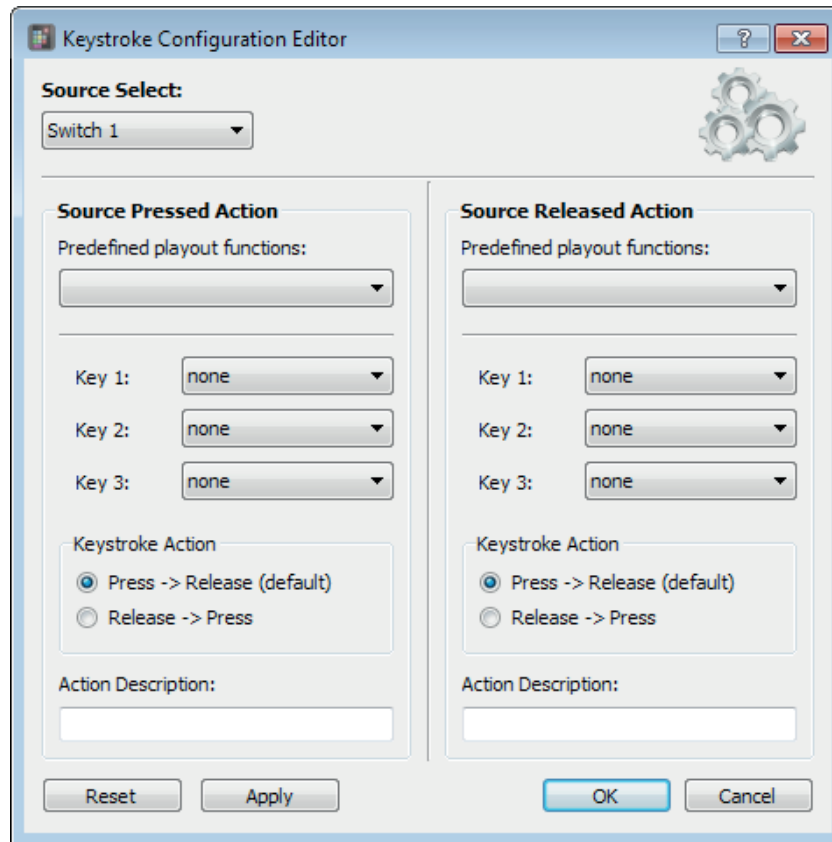 Keystroke Configuration Editor
?
Source Select:
Switch 1
Source Pressed Action
Predefined playout functions:
Key 1:
none
Key 2:
none
Key 3:
none
Keystroke Action
Press -> Release (default)
Release -> Press
Action Description:
Source Released Action
Predefined playout functions:
Key 1:
none
Key 2:
none
Key 3:
none
Keystroke Action
Press -> Release (default)
Release -> Press
Action Description:
Reset
Apply
OK
Cancel